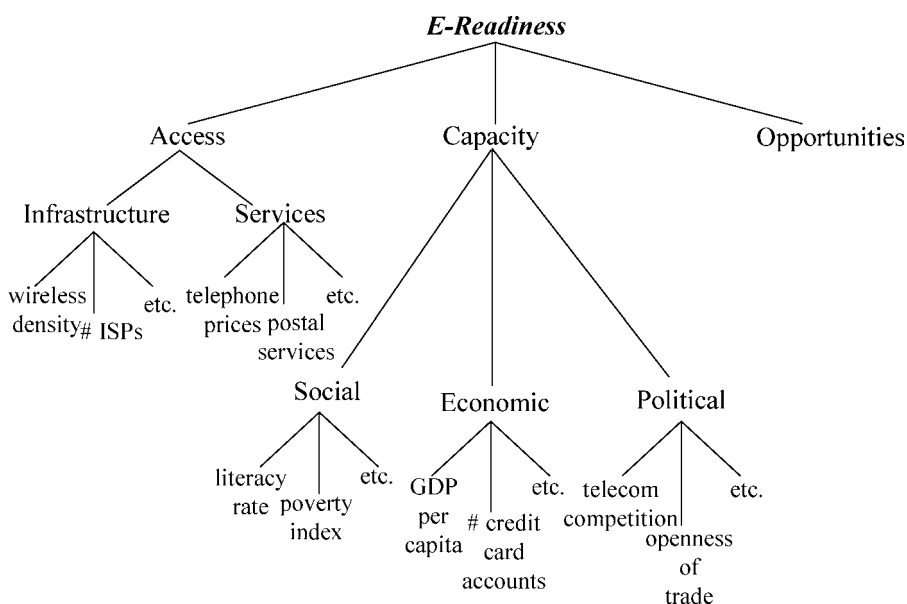 E-Readiness
Access
Capacity
Opportunities
Infrastructure
Services
wireless
density
# ISPs
etc.
telephone
prices
postal
services
etc.
Social
Economic
Political
literacy
rate
poverty
index
etc.
GDP
per
capita
# credit
card
accounts
etc.
telecom
competition
openness
of
trade
etc.